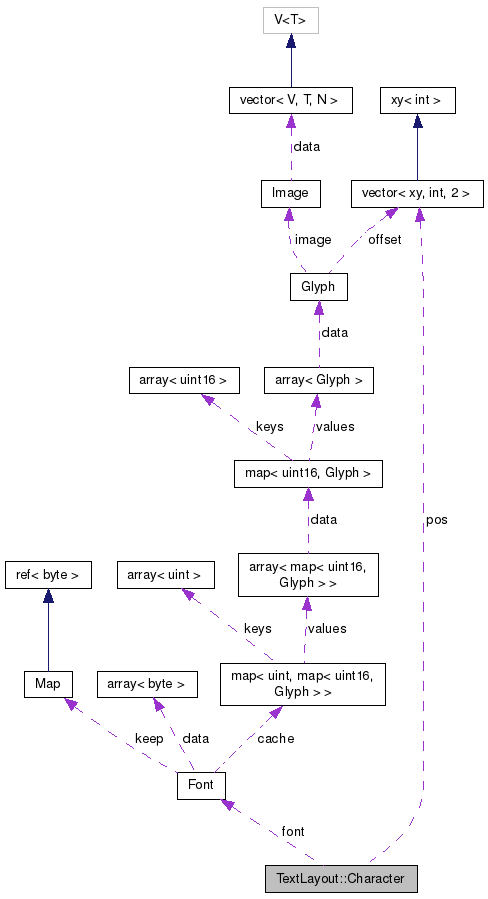 V<T>
vector< V, T, N >
xy< int >
data
Image
vector< xy, int, 2 >
image
offset
Glyph
data
array< uint16 >
array< Glyph >
keys
values
map< uint16, Glyph >
data
pos
ref< byte >
array< uint >
array< map< uint16,
Glyph > >
keys
values
Map
array< byte >
map< uint, map< uint16,
Glyph > >
keep
data
cache
Font
font
TextLayout::Character